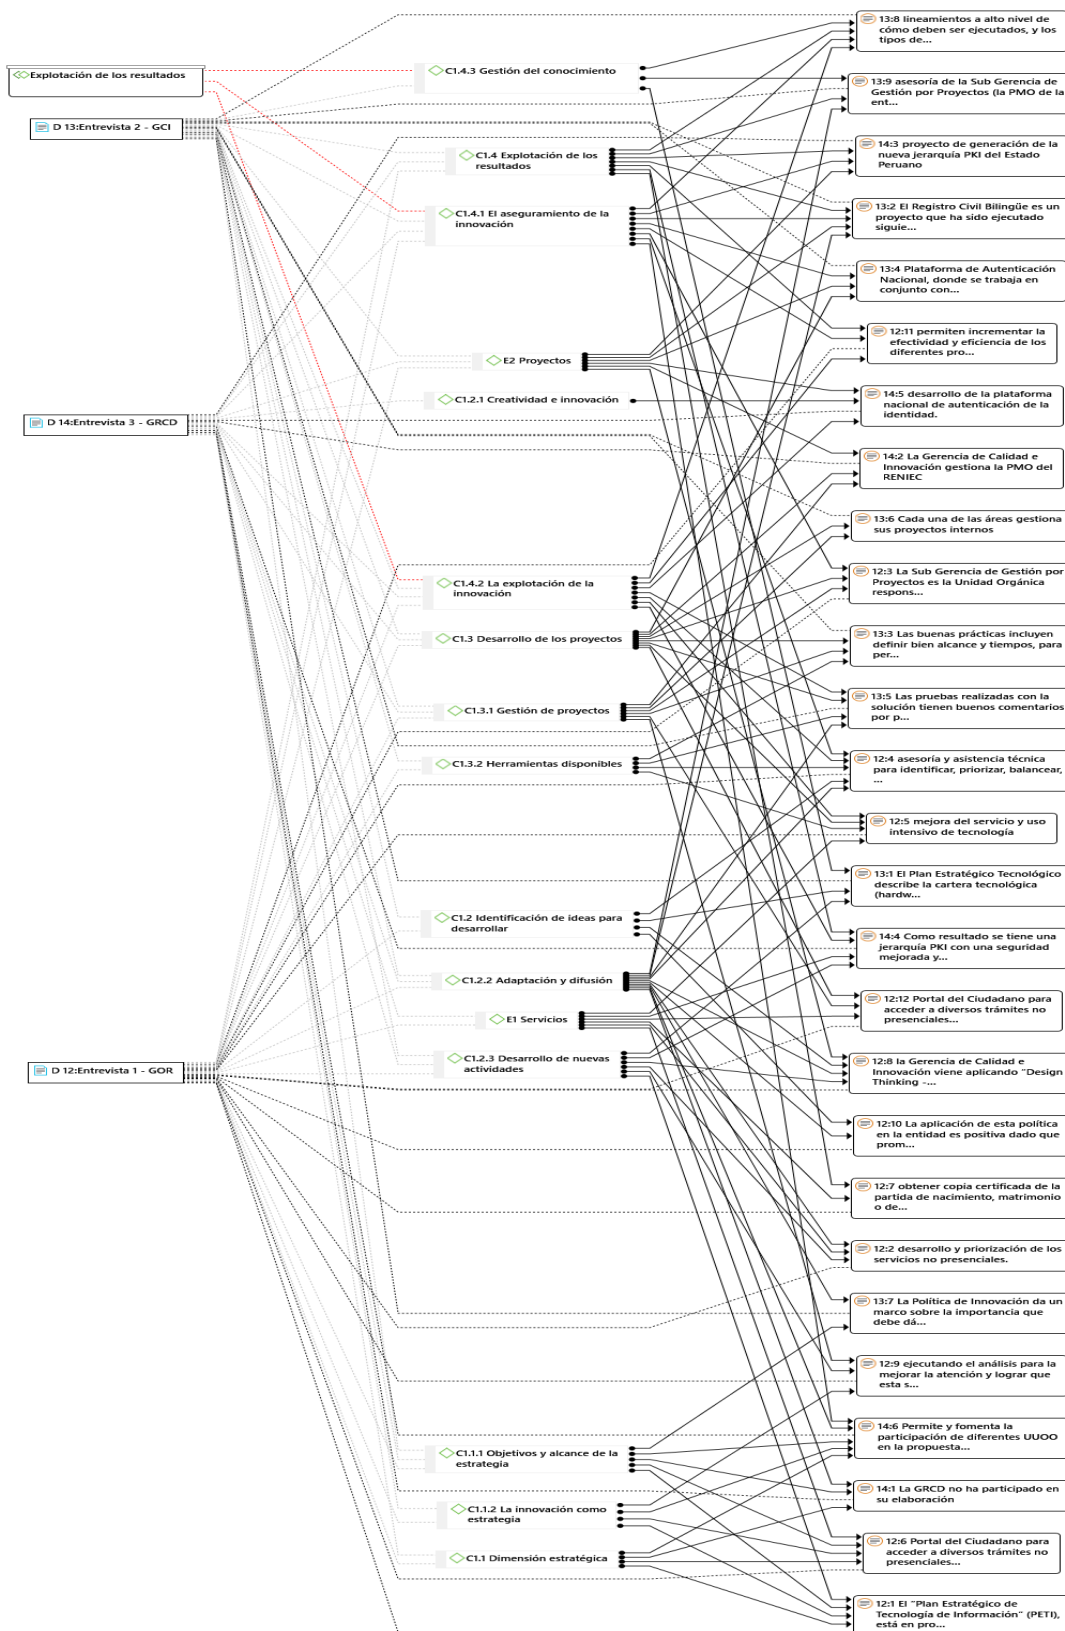 Explotación de los resultados
D 13:Entrevista 2 - GCI
D 14:Entrevista 3 - GRCD
D 12:Entrevista 1 - GOR
C1.4.3 Gestión del conocimiento
C1.4 Explotación de los
resultados
C1.4.1 El aseguramiento de la
innovación
E2 Proyectos
C1.2.1 Creatividad e innovación
C1.4.2 La explotación de la
innovación
C1.3 Desarrollo de los proyectos
C1.3.1 Gestión de proyectos
C1.3.2 Herramientas disponibles
C1.2 Identificación de ideas para
desarrollar
C1.2.2 Adaptación y difusión
E1 Servicios
C1.2.3 Desarrollo de nuevas
actividades
C1.1.1 Objetivos y alcance de la
estrategia
C1.1.2 La innovación como
estrategia
C1.1 Dimensión estratégica
13:8 lineamientos a alto nivel de
cómo deben ser ejecutados, y los
tipos de...
13:9 asesoría de la Sub Gerencia de
Gestión por Proyectos (la PMO de la
ent...
14:3 proyecto de generación de la
nueva jerarquía PKI del Estado
Peruano
13:2 El Registro Civil Bilingüe es un
proyecto que ha sido ejecutado
siguie...
13:4 Plataforma de Autenticación
Nacional, donde se trabaja en
conjunto con...
12:11 permiten incrementar la
efectividad y eficiencia de los
diferentes pro...
14:5 desarrollo de la plataforma
nacional de autenticación de la
identidad.
14:2 La Gerencia de Calidad e
Innovación gestiona la PMO del
RENIEC
13:6 Cada una de las áreas gestiona
sus proyectos internos
12:3 La Sub Gerencia de Gestión por
Proyectos es la Unidad Orgánica
respons...
13:3 Las buenas prácticas incluyen
definir bien alcance y tiempos, para
per...
13:5 Las pruebas realizadas con la
solución tienen buenos comentarios
por p...
12:4 asesoría y asistencia técnica
para identificar, priorizar, balancear,
...
12:5 mejora del servicio y uso
intensivo de tecnología
13:1 El Plan Estratégico Tecnológico
describe la cartera tecnológica
(hardw...
14:4 Como resultado se tiene una
jerarquía PKI con una seguridad
mejorada y...
12:12 Portal del Ciudadano para
acceder a diversos trámites no
presenciales...
12:8 la Gerencia de Calidad e
Innovación viene aplicando "Design
Thinking -...
12:10 La aplicación de esta política
en la entidad es positiva dado que
prom...
12:7 obtener copia certificada de la
partida de nacimiento, matrimonio
o de...
12:2 desarrollo y priorización de los
servicios no presenciales.
13:7 La Política de Innovación da un
marco sobre la importancia que
debe dá...
12:9 ejecutando el análisis para la
mejorar la atención y lograr que
esta s...
14:6 Permite y fomenta la
participación de diferentes UUOO
en la propuesta...
14:1 La GRCD no ha participado en
su elaboración
12:6 Portal del Ciudadano para
acceder a diversos trámites no
presenciales...
12:1 El "Plan Estratégico de
Tecnología de Información" (PETI),
está en pro...